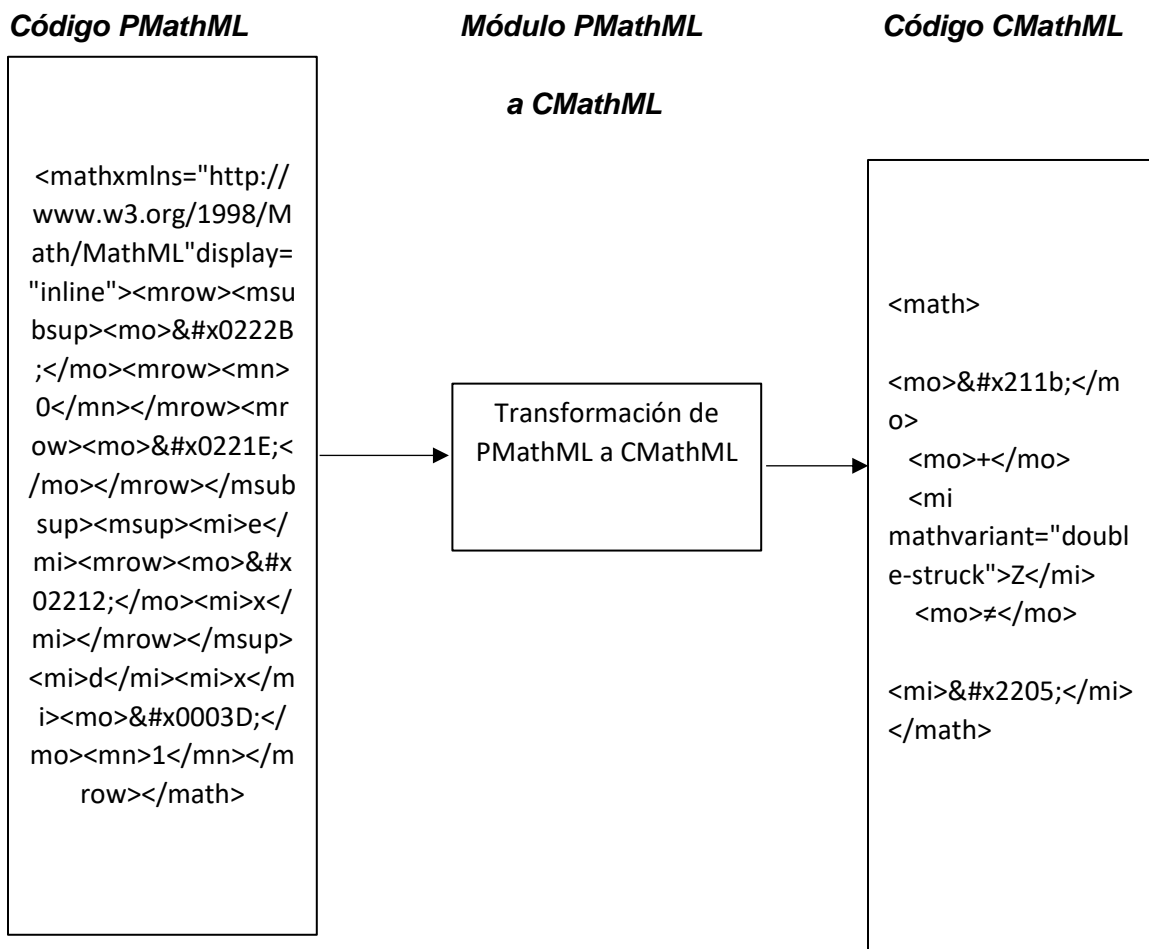 Código PMathML
Módulo PMathML
a CMathML
Código CMathML
<mathxmlns="http://
www.w3.org/1998/M
ath/MathML"display=
"inline"><mrow><msu
bsup><mo>&#x0222B
;</mo><mrow><mn>
0</mn></mrow><mr
ow><mo>&#x0221E;<
/mo></mrow></msub
sup><msup><mi>e</
mi><mrow><mo>&#x
02212;</mo><mi>x</
mi></mrow></msup>
<mi>d</mi><mi>x</m
i><mo>&#x0003D;</
mo><mn>1</mn></m
row></math>
Transformación de
PMathML a CMathML
<math>
<mo>&#x211b;</m
o>
<mo>+</mo>
<mi
mathvariant="doubl
e-struck">Z</mi>
<mo>≠</mo>
<mi>&#x2205;</mi>
</math>